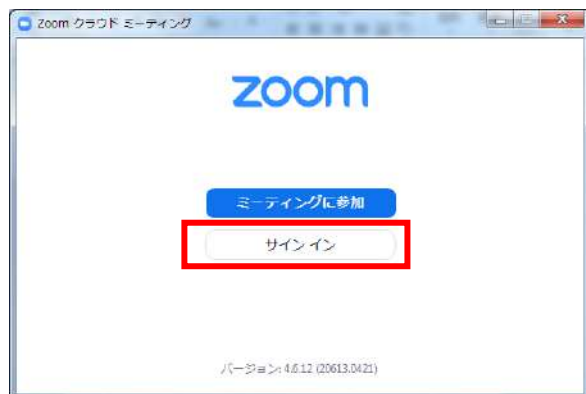 Zoom クラウド ミーティング
zoom
ミーティングに参加
サイン イン
バージョン: 4.6.12 (20613.0421)